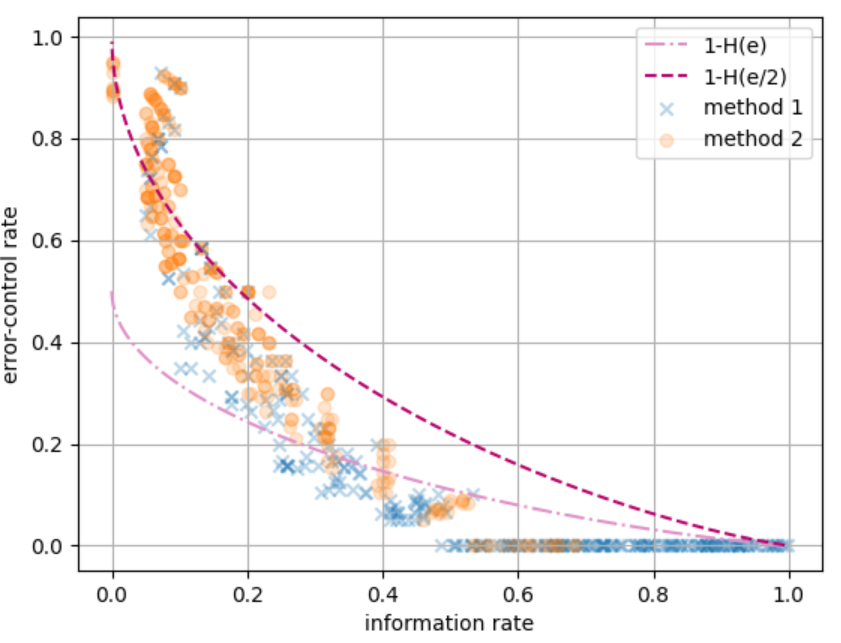 1.0
0.8
0.6
0.4
0.2
0.0
error-control rate
1-H(e)
1-H(e/2)
method 1
method 2
0.0 0.2 0.4 0.6 0.8 1.0
information rate